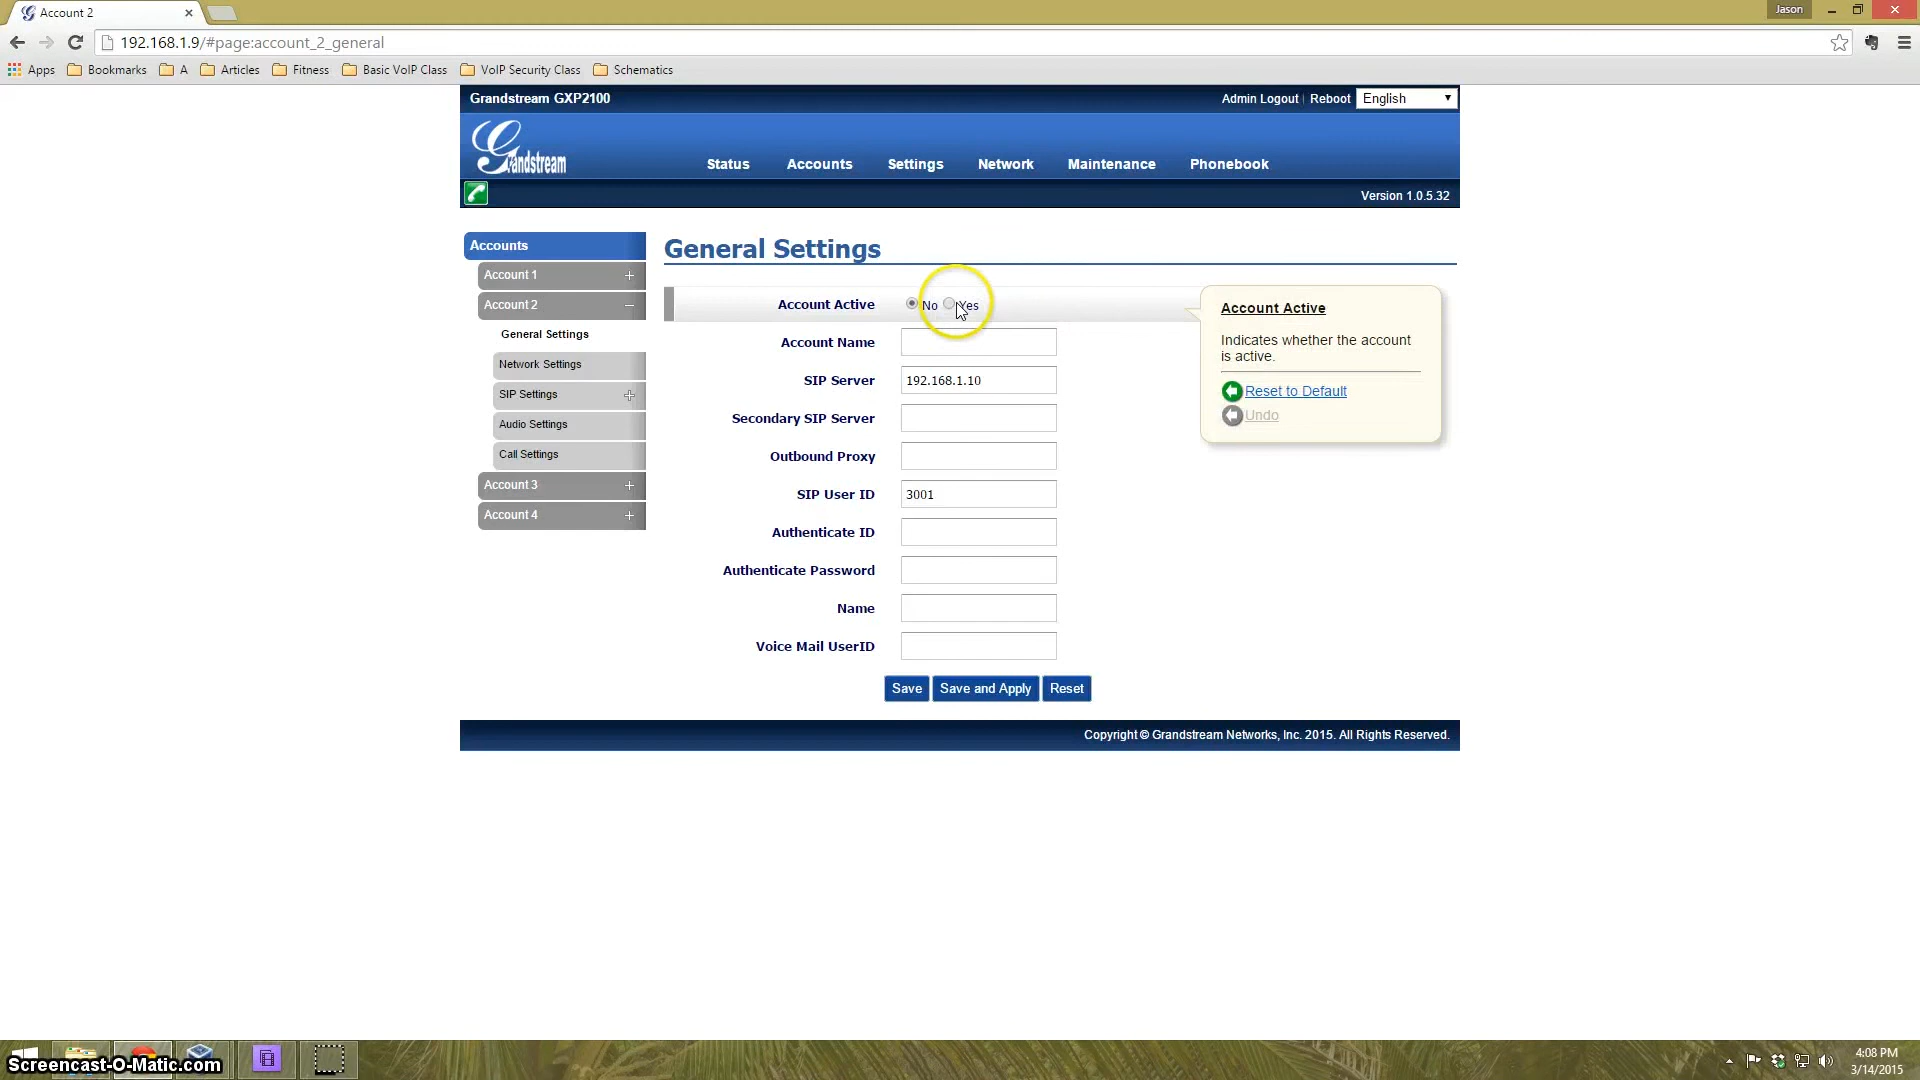 Account 2
Jason
192.168.1.9/#page:account_2_general
Apps Bookmarks A Articles Fitness Basic VoIP Class VoIP Security Class Schematics
Grandstream GXP2100
Admin Logout | Reboot English
Grandstream
Status Accounts Settings Network Maintenance Phonebook
Version 1.0.5.32
Accounts
Account 1 +
Account 2 −
General Settings
Network Settings
SIP Settings +
Audio Settings
Call Settings
Account 3 +
Account 4 +
General Settings
Account Active No Yes
Account Name
SIP Server 192.168.1.10
Secondary SIP Server
Outbound Proxy
SIP User ID 3001
Authenticate ID
Authenticate Password
Name
Voice Mail UserID
Save Save and Apply Reset
Account Active
Indicates whether the account
is active.
Reset to Default
Undo
Copyright © Grandstream Networks, Inc. 2015. All Rights Reserved.
Screencast-O-Matic.com
4:08 PM
3/14/2015